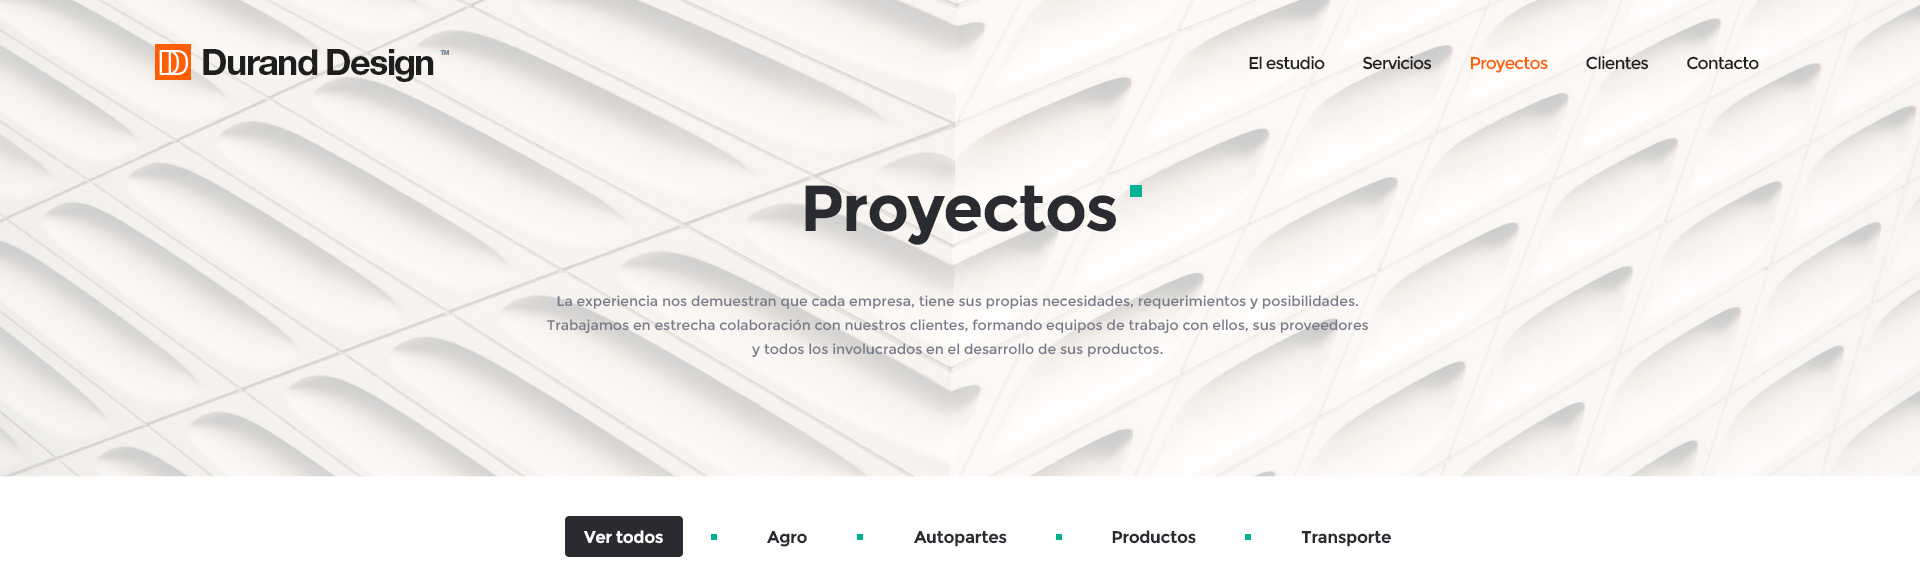 DD Durand Design ™
El estudio Servicios Proyectos Clientes Contacto
Proyectos
La experiencia nos demuestran que cada empresa, tiene sus propias necesidades, requerimientos y posibilidades.
Trabajamos en estrecha colaboración con nuestros clientes, formando equipos de trabajo con ellos, sus proveedores
y todos los involucrados en el desarrollo de sus productos.
Ver todos Agro Autopartes Productos Transporte